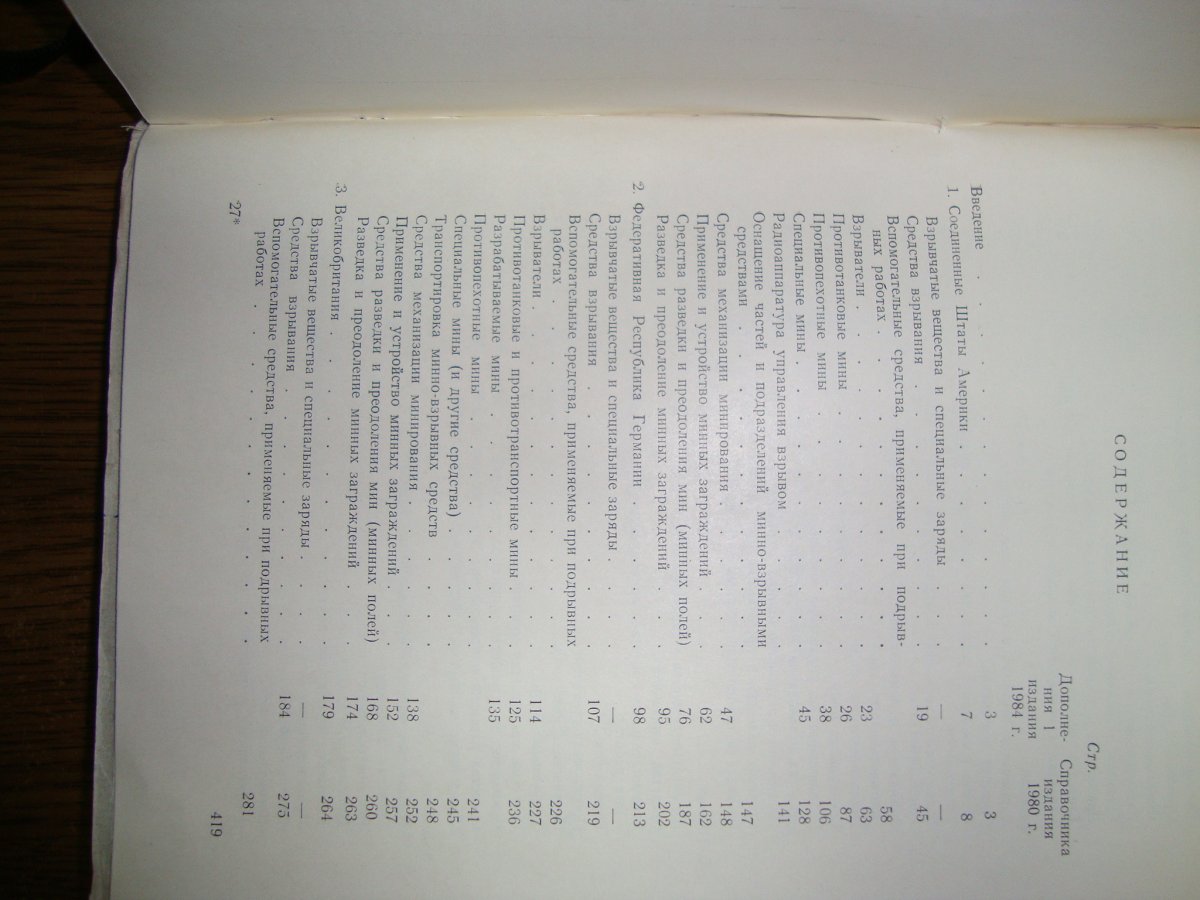 СОДЕРЖАНИЕ
Стр.
Дополне- Справочника
ния 1 издания
издания 1980 г.
1984 г.
Введение . . . . . . . . . . . 3 3
1. Соединенные Штаты Америки . . . . . . 7 8
Взрывчатые вещества и специальные заряды . . . — —
Средства взрывания . . . . . . . . 19 45
Вспомогательные средства, применяемые при подрыв-
ных работах . . . . . . . . . . 58
Взрыватели . . . . . . . . . . 23 63
Противотанковые мины . . . . . . . 26 87
Противопехотные мины . . . . . . . 38 106
Специальные мины . . . . . . . . 45 128
Радиоаппаратура управления взрывом . . . . 141
Оснащение частей и подразделений минно-взрывными
средствами . . . . . . . . . . 147
Средства механизации минирования . . . . 47 148
Применение и устройство минных заграждений . . 62 162
Средства разведки и преодоления мин (минных полей) 76 187
Разведка и преодоление минных заграждений . . . 95 202
2. Федеративная Республика Германии . . . . . 98 213
Взрывчатые вещества и специальные заряды . . . — —
Средства взрывания . . . . . . . . 107 219
Вспомогательные средства, применяемые при подрывных
работах . . . . . . . . . . . 226
Взрыватели . . . . . . . . . . 114 227
Противотанковые и противотранспортные мины . . . 125 236
Разрабатываемые мины . . . . . . . 135
Противопехотные мины . . . . . . . 241
Специальные мины (и другие средства) . . . . 245
Транспортировка минно-взрывных средств . . . . 248
Средства механизации минирования . . . . . 138 252
Применение и устройство минных заграждений . . . 152 257
Средства разведки и преодоления мин (минных полей) 168 260
Разведка и преодоление минных заграждений . . . 174 263
3. Великобритания . . . . . . . . . 179 264
Взрывчатые вещества и специальные заряды . . . — —
Средства взрывания . . . . . . . . 184 275
Вспомогательные средства, применяемые при подрывных
работах . . . . . . . . . . . 281
27* 419